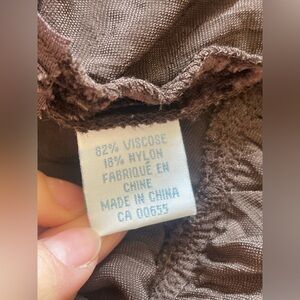 82% VISCOSE
18% NYLON
FABRIQUÉ EN
CHINE
MADE IN CHINA
CA 00655